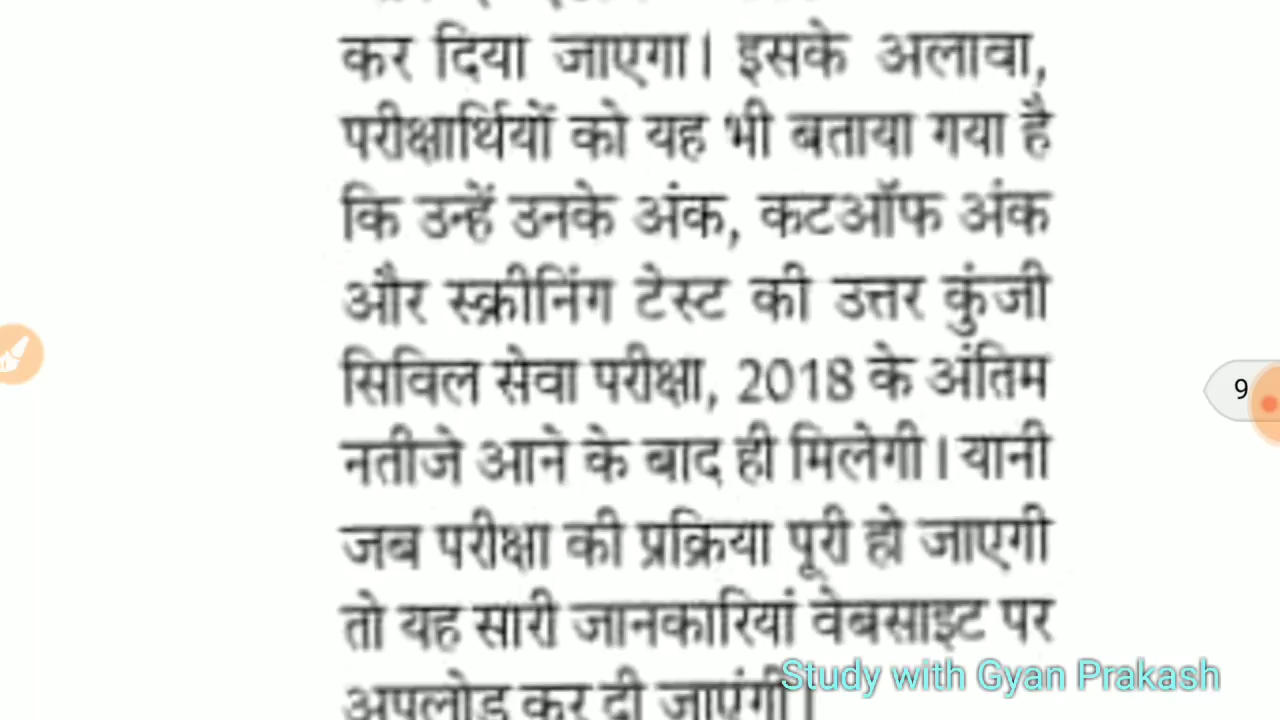 कर दिया जाएगा। इसके अलावा,
परीक्षार्थियों को यह भी बताया गया है
कि उन्हें उनके अंक, कटऑफ अंक
और स्क्रीनिंग टेस्ट की उत्तर कुंजी
सिविल सेवा परीक्षा, 2018 के अंतिम
नतीजे आने के बाद ही मिलेगी। यानी
जब परीक्षा की प्रक्रिया पूरी हो जाएगी
तो यह सारी जानकारियां वेबसाइट पर
अपलोड कर दी जाएंगी।
9
Study with Gyan Prakash